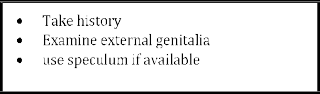 • Take history
• Examine external genitalia
• use speculum if available